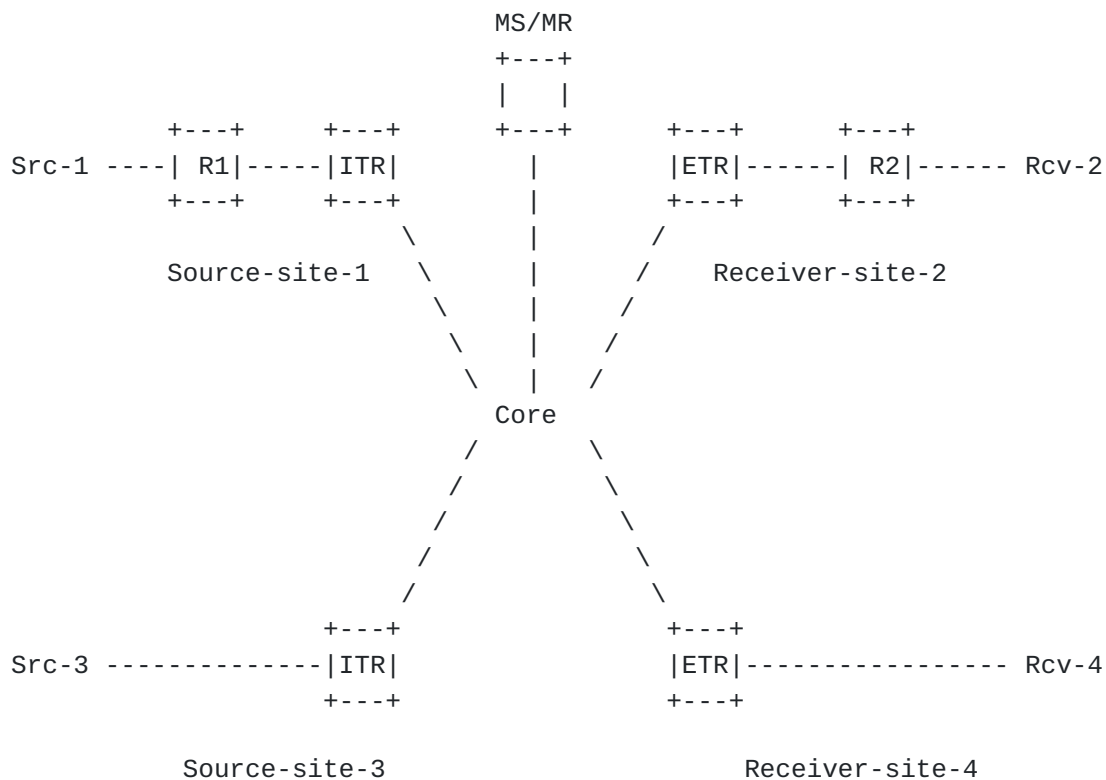 MS/MR
+---+
| |
+---+ +---+ +---+ +---+ +---+
Src-1 ----| R1|-----|ITR| | |ETR|------| R2|------ Rcv-2
+---+ +---+ | +---+ +---+
\ | /
Source-site-1 \ | / Receiver-site-2
\ | /
\ | /
\ | /
Core
/ \
/ \
/ \
/ \
/ \
+---+ +---+
Src-3 --------------|ITR| |ETR|----------------- Rcv-4
+---+ +---+
Source-site-3 Receiver-site-4